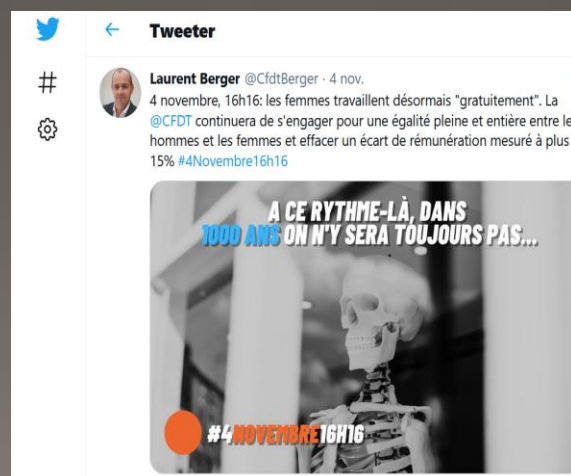 Tweeter
Laurent Berger @CfdtBerger · 4 nov.
4 novembre, 16h16: les femmes travaillent désormais "gratuitement". La
@CFDT continuera de s'engager pour une égalité pleine et entière entre le
hommes et les femmes et effacer un écart de rémunération mesuré à plus
15% #4Novembre16h16
A CE RYTHME-LÀ, DANS
1000 ANS ON N'Y SERA TOUJOURS PAS...
#4NOVEMBRE16H16